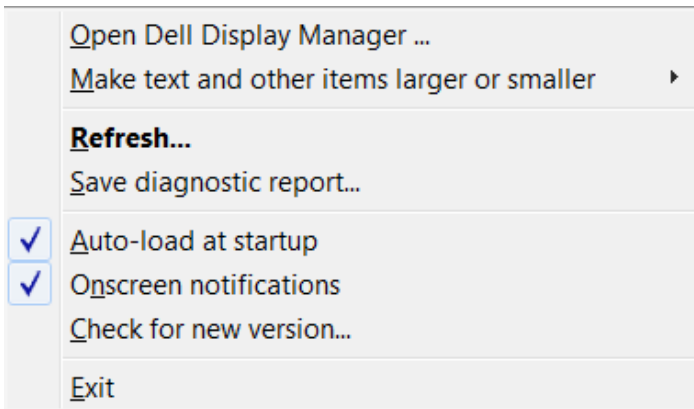 Open Dell Display Manager ...
Make text and other items larger or smaller
Refresh...
Save diagnostic report...
Auto-load at startup
Onscreen notifications
Check for new version...
Exit